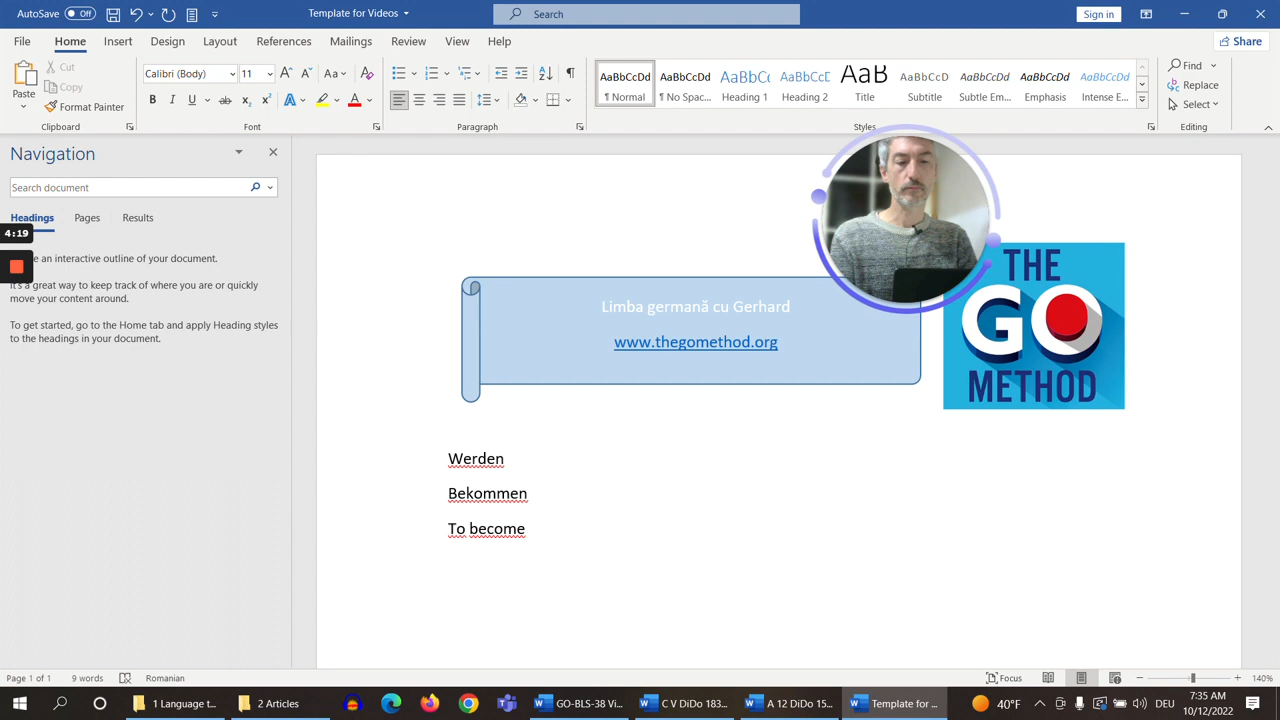 AutoSave Off Template for Videos Search Sign in
File Home Insert Design Layout References Mailings Review View Help Share
Paste Cut Copy Format Painter Calibri (Body) 11 AaBbCcDd AaBbCcDd AaBbCc AaBbCcD AaB AaBbCcD AaBbCcDd AaBbCcDd AaBbCcDd Find Replace Select
¶ Normal ¶ No Spac... Heading 1 Heading 2 Title Subtitle Subtle Em... Emphasis Intense E...
Clipboard Font Paragraph Styles Editing
Navigation
Search document
Headings Pages Results
4:19
an interactive outline of your document.
It's a great way to keep track of where you are or quickly
move your content around.
To get started, go to the Home tab and apply Heading styles
to the headings in your document.
Limba germană cu Gerhard
www.thegomethod.org
THE
GO
METHOD
Werden
Bekommen
To become
Page 1 of 1 9 words Romanian Focus 140%
1 Language t... 2 Articles GO-BLS-38 Vi... C V DiDo 183... A 12 DiDo 15... Template for ... 40°F DEU 7:35 AM
10/12/2022